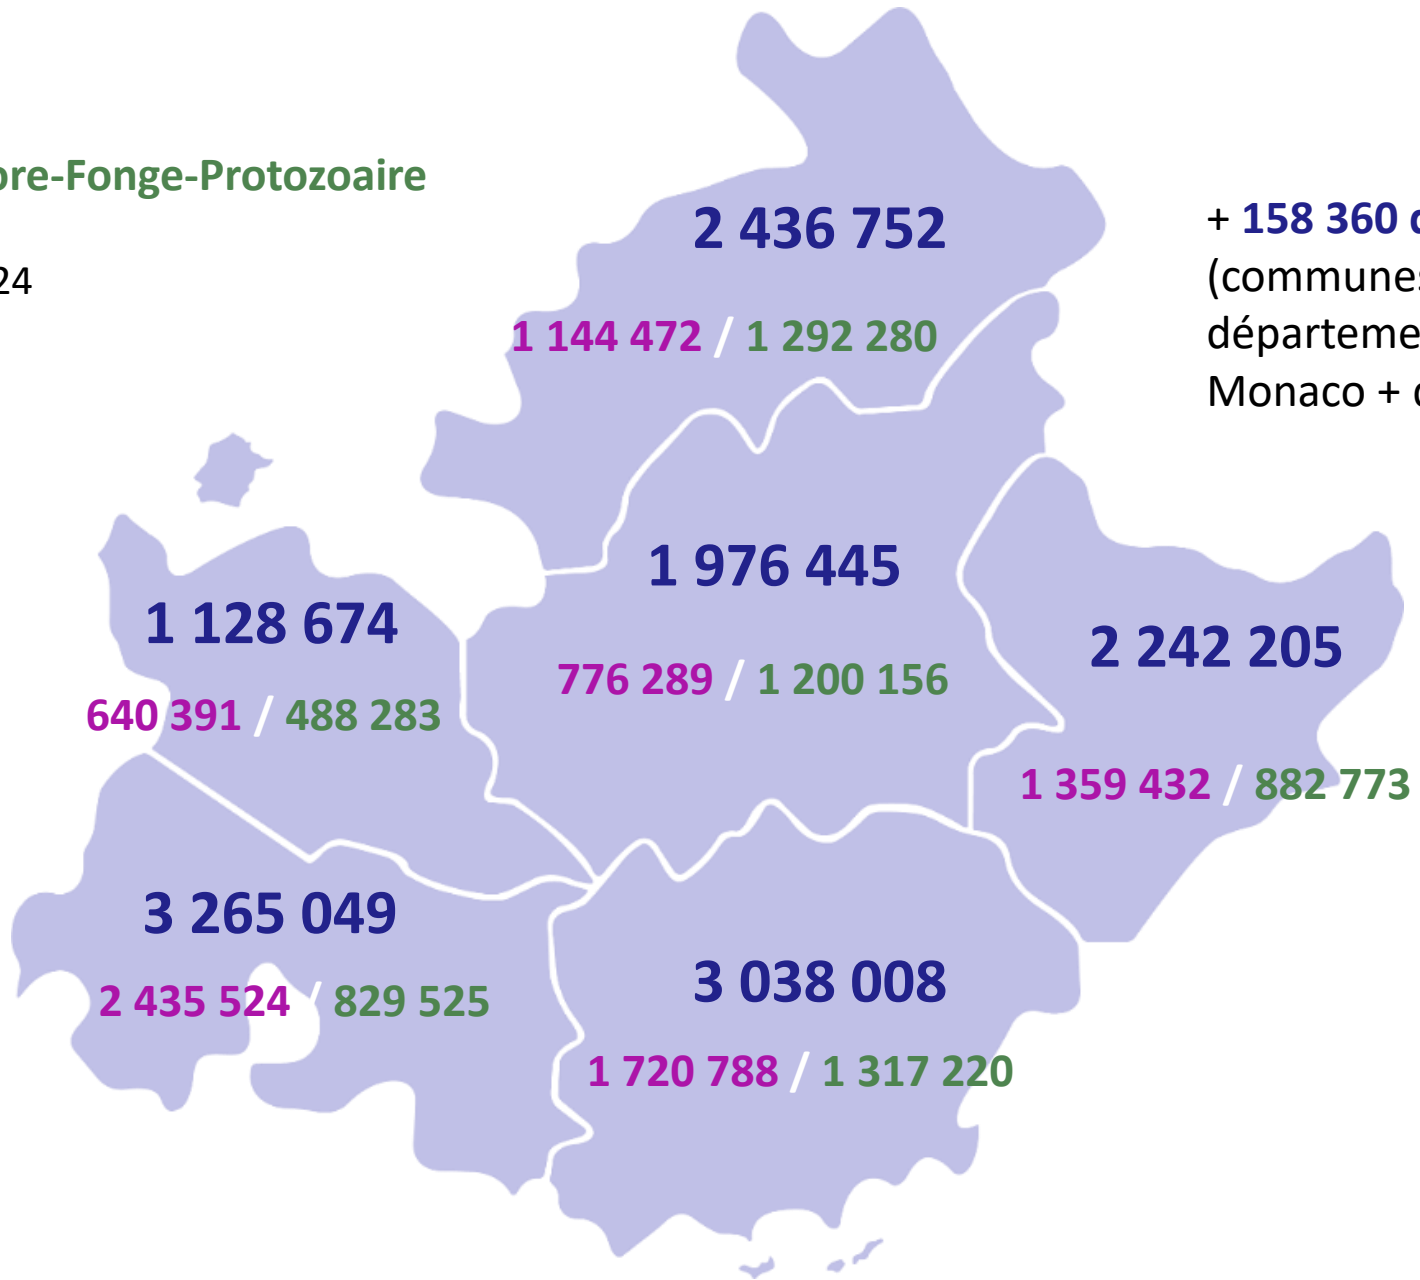 ore-Fonge-Protozoaire
24
+ 158 360
(communes
départeme
Monaco +
2 436 752
1 144 472 / 1 292 280
1 976 445
776 289 / 1 200 156
1 128 674
640 391 / 488 283
2 242 205
1 359 432 / 882 773
3 265 049
2 435 524 / 829 525
3 038 008
1 720 788 / 1 317 220